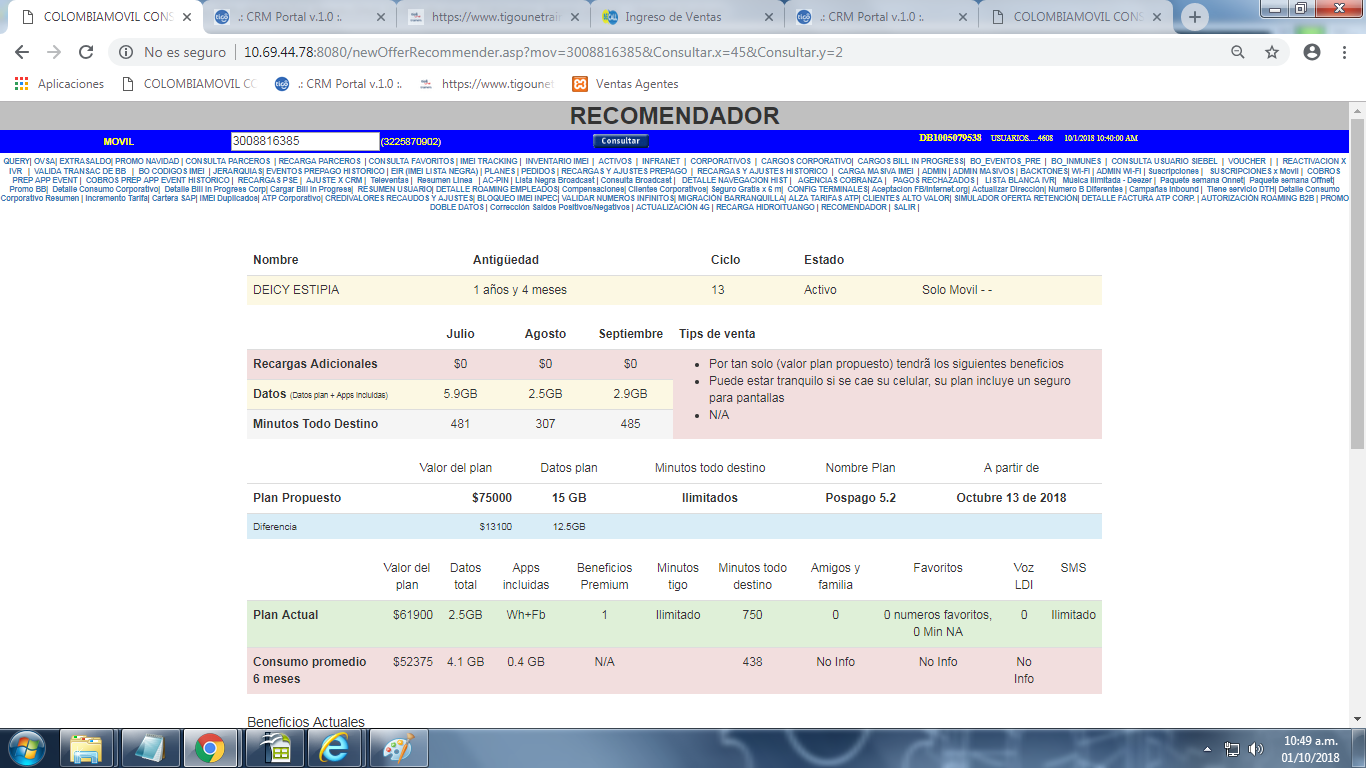 COLOMBIAMOVIL CONS
.: CRM Portal v.1.0 :.
https://www.tigounetrain
Ingreso de Ventas
.: CRM Portal v.1.0 :.
COLOMBIAMOVIL CONS
No es seguro | 10.69.44.78:8080/newOfferRecommender.asp?mov=3008816385&Consultar.x=45&Consultar.y=2
Aplicaciones
COLOMBIAMOVIL CO
.: CRM Portal v.1.0 :.
https://www.tigounet
Ventas Agentes
RECOMENDADOR
MOVIL 3008816385 (3225870902) Consultar DB1005079538 USUARIOS....4608 10/1/2018 10:40:00 AM
QUERY| OVSA| EXTRASALDO| PROMO NAVIDAD | CONSULTA PARCEROS | RECARGA PARCEROS | CONSULTA FAVORITOS | IMEI TRACKING | INVENTARIO IMEI | ACTIVOS | INFRANET | CORPORATIVOS | CARGOS CORPORATIVO| CARGOS BILL IN PROGRESS| BO_EVENTOS_PRE | BO_INMUNES | CONSULTA USUARIO SIEBEL | VOUCHER | | REACTIVACION X
IVR | VALIDA TRANSAC DE BB | BO CODIGOS IMEI | JERARQUIAS| EVENTOS PREPAGO HISTORICO | EIR (IMEI LISTA NEGRA) | PLANES | PEDIDOS | RECARGAS Y AJUSTES PREPAGO | RECARGAS Y AJUSTES HISTORICO | CARGA MASIVA IMEI | ADMIN | ADMIN MASIVOS | BACKTONES| WI-FI | ADMIN WI-FI | Suscripciones | SUSCRIPCIONES x Movil | COBROS
PREP APP EVENT | COBROS PREP APP EVENT HISTORICO | RECARGAS PSE | AJUSTE X CRM | Televentas | Resumen Linea | AC-PIN | Lista Negra Broadcast | Consulta Broadcast | DETALLE NAVEGACION HIST | AGENCIAS COBRANZA | PAGOS RECHAZADOS | LISTA BLANCA IVR| Música Ilimitada - Deezer | Paquete semana Onnet| Paquete semana Offnet|
Promo BB| Detalle Consumo Corporativo| Detalle Bill In Progress Corp| Cargar Bill In Progress| RESUMEN USUARIO| DETALLE ROAMING EMPLEADOS| Compensaciones| Clientes Corporativos| Seguro Gratis x 6 m| CONFIG TERMINALES| Aceptacion FB/Internet.org| Actualizar Dirección| Numero B Diferentes | Campañas Inbound | Tiene servicio DTH| Detalle Consumo
Corporativo Resumen | Incremento Tarifa| Cartera SAP| IMEI Duplicados| ATP Corporativo| CREDIVALORES RECAUDOS Y AJUSTES| BLOQUEO IMEI INPEC| VALIDAR NUMEROS INFINITOS| MIGRACIÓN BARRANQUILLA| ALZA TARIFAS ATP| CLIENTES ALTO VALOR| SIMULADOR OFERTA RETENCIÓN| DETALLE FACTURA ATP CORP. | AUTORIZACIÓN ROAMING B2B | PROMO
DOBLE DATOS | Corrección Saldos Positivos/Negativos | ACTUALIZACIÓN 4G | RECARGA HIDROITUANGO | RECOMENDADOR | SALIR |
Nombre Antigüedad Ciclo Estado
DEICY ESTIPIA 1 años y 4 meses 13 Activo Solo Movil - -
Julio Agosto Septiembre Tips de venta
Recargas Adicionales $0 $0 $0
Datos (Datos plan + Apps Incluidas) 5.9GB 2.5GB 2.9GB
Minutos Todo Destino 481 307 485
• Por tan solo (valor plan propuesto) tendrã los siguientes beneficios
• Puede estar tranquilo si se cae su celular, su plan incluye un seguro
para pantallas
• N/A
Valor del plan Datos plan Minutos todo destino Nombre Plan A partir de
Plan Propuesto $75000 15 GB Ilimitados Pospago 5.2 Octubre 13 de 2018
Diferencia $13100 12.5GB
Valor del Datos Apps Beneficios Minutos Minutos todo Amigos y Favoritos Voz SMS
plan total incluidas Premium tigo destino familia LDI
Plan Actual $61900 2.5GB Wh+Fb 1 Ilimitado 750 0 0 numeros favoritos, 0 Ilimitado
0 Min NA
Consumo promedio $52375 4.1 GB 0.4 GB N/A 438 No Info No Info No
6 meses Info
Beneficios Actuales
10:49 a.m.
01/10/2018